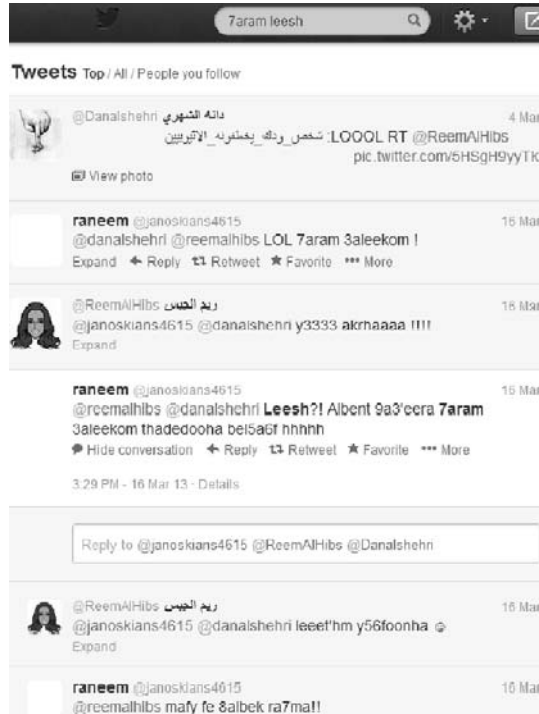 7aram leesh
Tweets Top / All / People you follow
دانة الشهري @Danalshehri 4 Mar
LOOOL RT @ReemAlHibs: شخص_ودك_يخطفونه_الاثيوبيين
pic.twitter.com/5HSgH9yyTk
View photo
raneem @janoskians4615 16 Mar
@danalshehri @reemalhibs LOL 7aram 3aleekom !
Expand Reply Retweet Favorite More
ريم الحبس @ReemAlHibs 16 Mar
@janoskians4615 @danalshehri y3333 akrhaaaa !!!!
Expand
raneem @janoskians4615 16 Mar
@reemalhibs @danalshehri Leesh?! Albent 9a3'eera 7aram
3aleekom thadedooha bel5a6f hhhhh
Hide conversation Reply Retweet Favorite More
3:29 PM - 16 Mar 13 · Details
Reply to @janoskians4615 @ReemAlHibs @Danalshehri
ريم الحبس @ReemAlHibs 16 Mar
@janoskians4615 @danalshehri leeet'hm y56foonha
Expand
raneem @janoskians4615 16 Mar
@reemalhibs mafy fe 8albek ra7ma!!